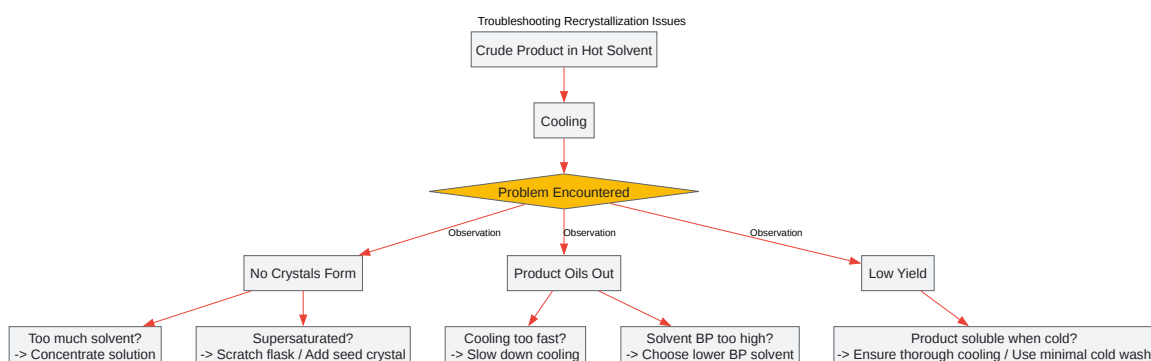 Troubleshooting Recrystallization Issues
Crude Product in Hot Solvent
Cooling
Problem Encountered
Observation
Observation
Observation
No Crystals Form
Product Oils Out
Low Yield
Too much solvent?
-> Concentrate solution
Supersaturated?
-> Scratch flask / Add seed crystal
Cooling too fast?
-> Slow down cooling
Solvent BP too high?
-> Choose lower BP solvent
Product soluble when cold?
-> Ensure thorough cooling / Use minimal cold wash